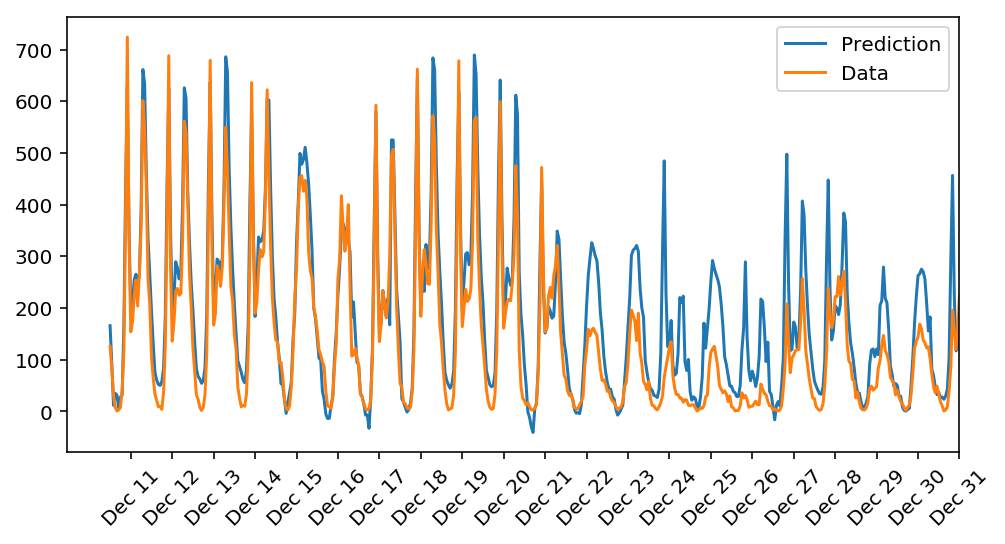 700
600
500
400
300
200
100
0
Prediction
Data
Dec 11
Dec 12
Dec 13
Dec 14
Dec 15
Dec 16
Dec 17
Dec 18
Dec 19
Dec 20
Dec 21
Dec 22
Dec 23
Dec 24
Dec 25
Dec 26
Dec 27
Dec 28
Dec 29
Dec 30
Dec 31